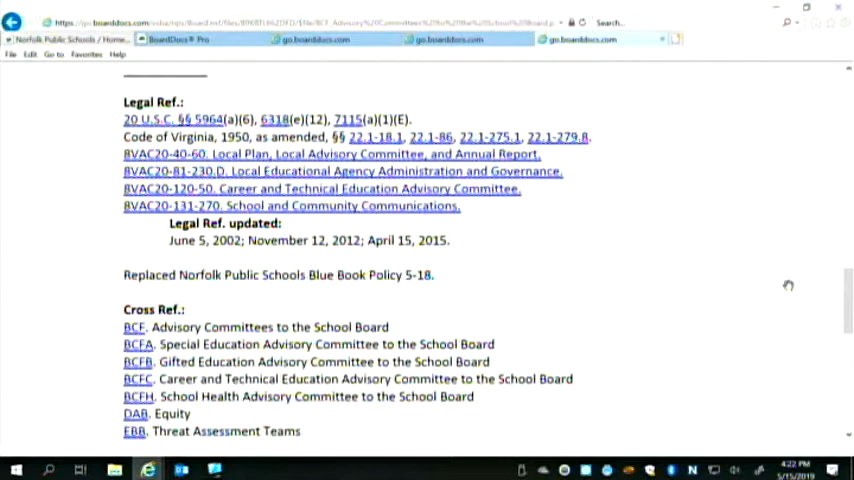 Norfolk Public Schools / Home...
BoardDocs® Pro
go.boarddocs.com
go.boarddocs.com
go.boarddocs.com
Search...
File Edit Go to Favorites Help
Legal Ref.:
20 U.S.C. §§ 5964(a)(6), 6318(e)(12), 7115(a)(1)(E).
Code of Virginia, 1950, as amended, §§ 22.1-18.1, 22.1-86, 22.1-275.1, 22.1-279.8.
8VAC20-40-60. Local Plan, Local Advisory Committee, and Annual Report.
8VAC20-81-230.D. Local Educational Agency Administration and Governance.
8VAC20-120-50. Career and Technical Education Advisory Committee.
8VAC20-131-270. School and Community Communications.
Legal Ref. updated:
June 5, 2002; November 12, 2012; April 15, 2015.
Replaced Norfolk Public Schools Blue Book Policy 5-18.
Cross Ref.:
BCF. Advisory Committees to the School Board
BCFA. Special Education Advisory Committee to the School Board
BCFB. Gifted Education Advisory Committee to the School Board
BCFC. Career and Technical Education Advisory Committee to the School Board
BCFH. School Health Advisory Committee to the School Board
DAB. Equity
EBB. Threat Assessment Teams
4:22 PM
5/15/2019